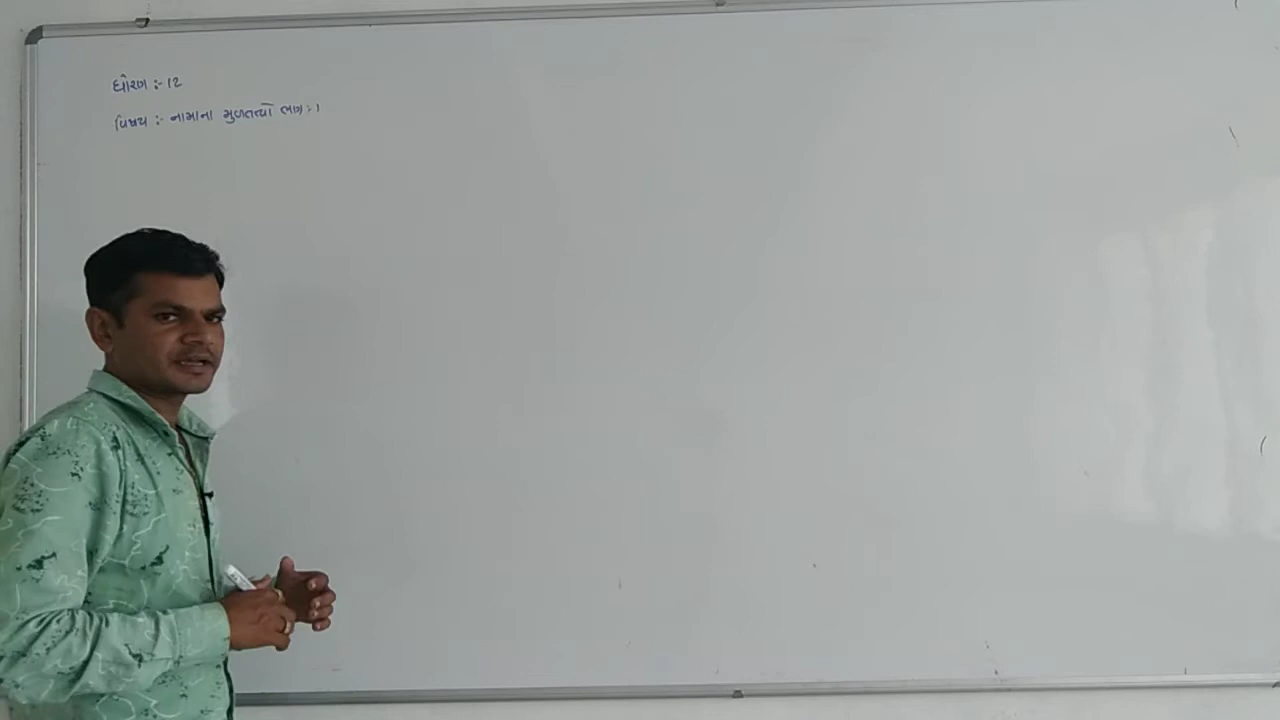 ધોરણ :- 12
વિષય :- નામાના મુળતત્વો ભાગ :- 1